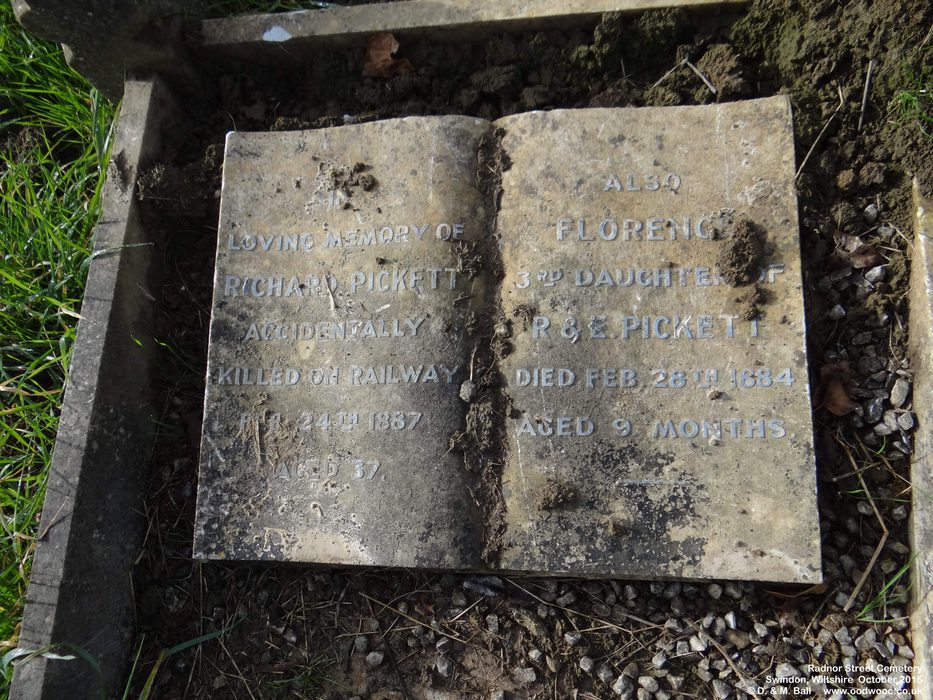 LOVING MEMORY OF
RICHARD PICKETT
ACCIDENTALLY
KILLED ON RAILWAY
FEB. 24TH 1887
AGED 37.
ALSO
FLORENCE
3RD DAUGHTER OF
R & E. PICKETT
DIED FEB. 28TH 1884
AGED 9 MONTHS
Radnor Street Cemetery
Swindon, Wiltshire October,2015
© D. & M. Ball www.oodwooc.co.uk